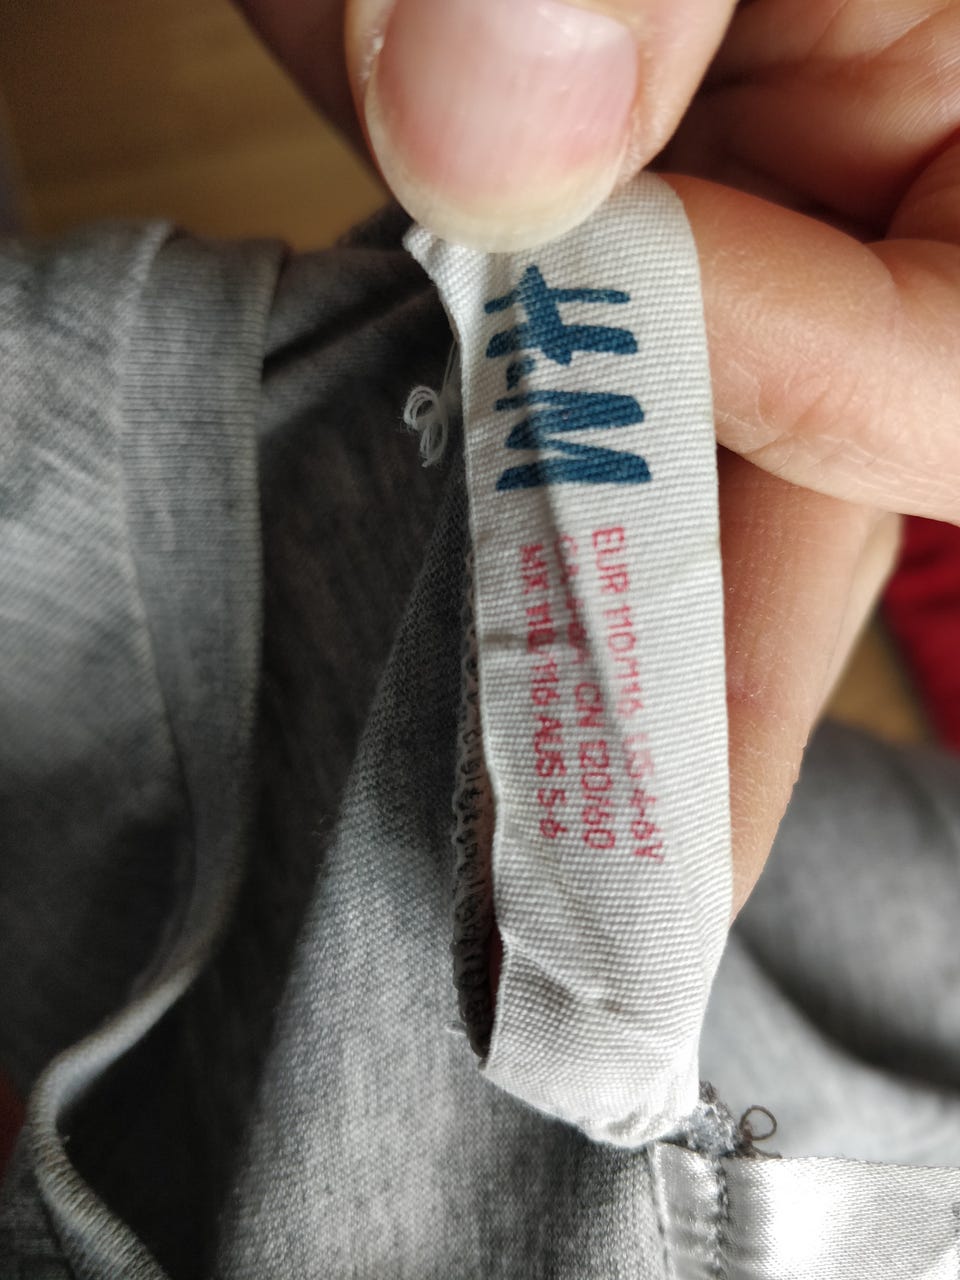 H&M
EUR 110/116 US 4-6Y
CN 120/60
MX 110-116 AUS 5-6